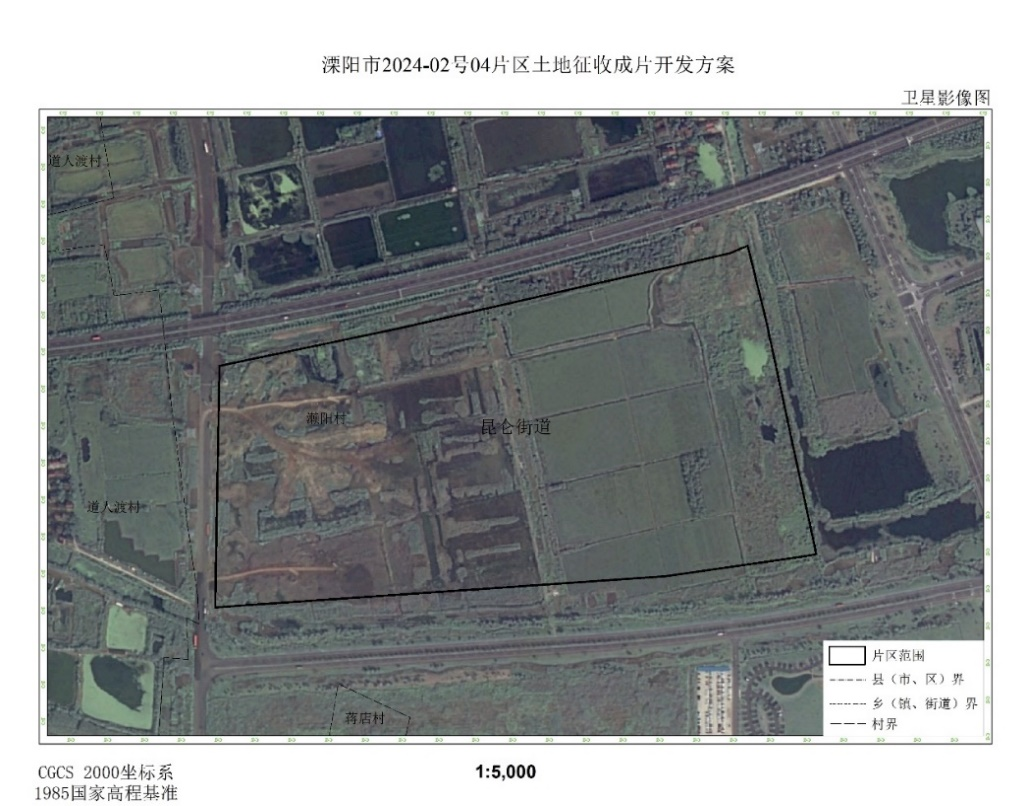 溧阳市2024-02号04片区土地征收成片开发方案
卫星影像图
道人渡村
濑阳村
昆仑街道
道人渡村
蒋店村
片区范围
县（市、区）界
乡（镇、街道）界
村界
CGCS 2000坐标系
1:5,000
1985国家高程基准